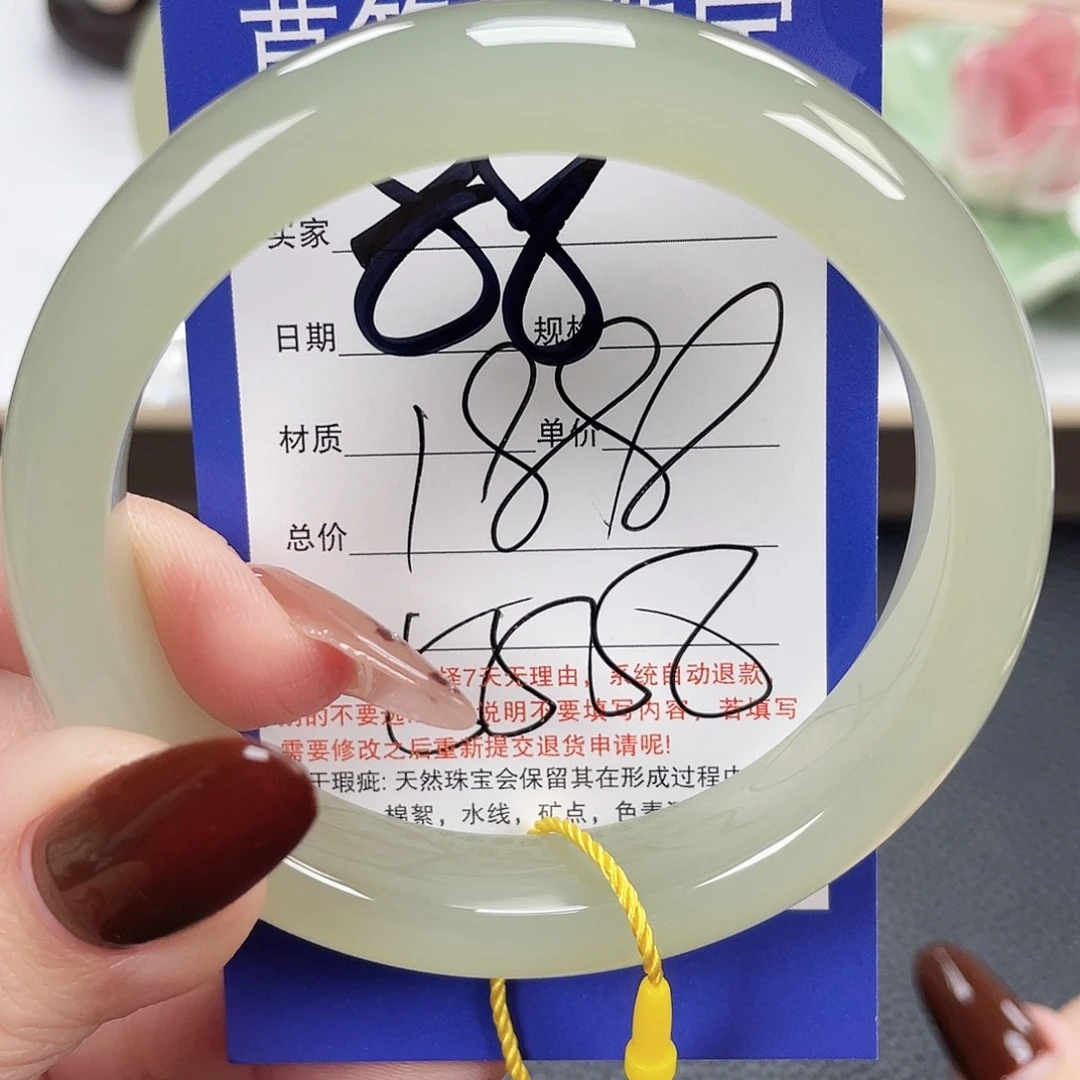 88
买家
日期 规格
材质 单价
1888
总价
择7天无理由，系统自动退款，
说明不要填写内容，若填写
需要修改之后重新提交退货申请呢!
瑕疵: 天然珠宝会保留其在形成过程中
棉絮，水线，矿点，色素